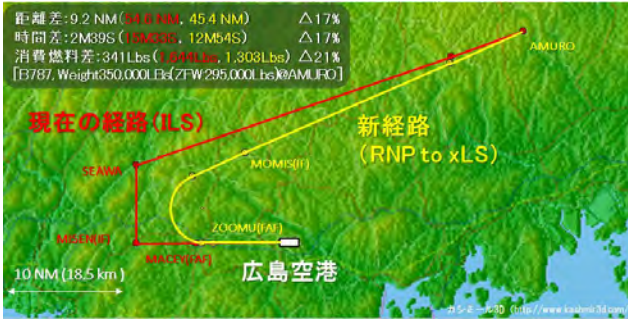 距離差:9.2 NM(54.6 NM, 45.4 NM) △17%
時間差:2M39S(15M33S, 12M54S) △17%
消費燃料差:341Lbs(1,644Lbs, 1,303Lbs) △21%
[B787, Weight350,000LBs(ZFW295,000Lbs)@AMURO]
AMURO
現在の経路(ILS)
新経路
(RNP to xLS)
MOMIS(IF)
SEAWA
ZOOMU(FAF)
MISEN(IF)
MACEY(FAF)
広島空港
10 NM (18.5 km)
カシミール3D (http://www.kashmir3d.com/